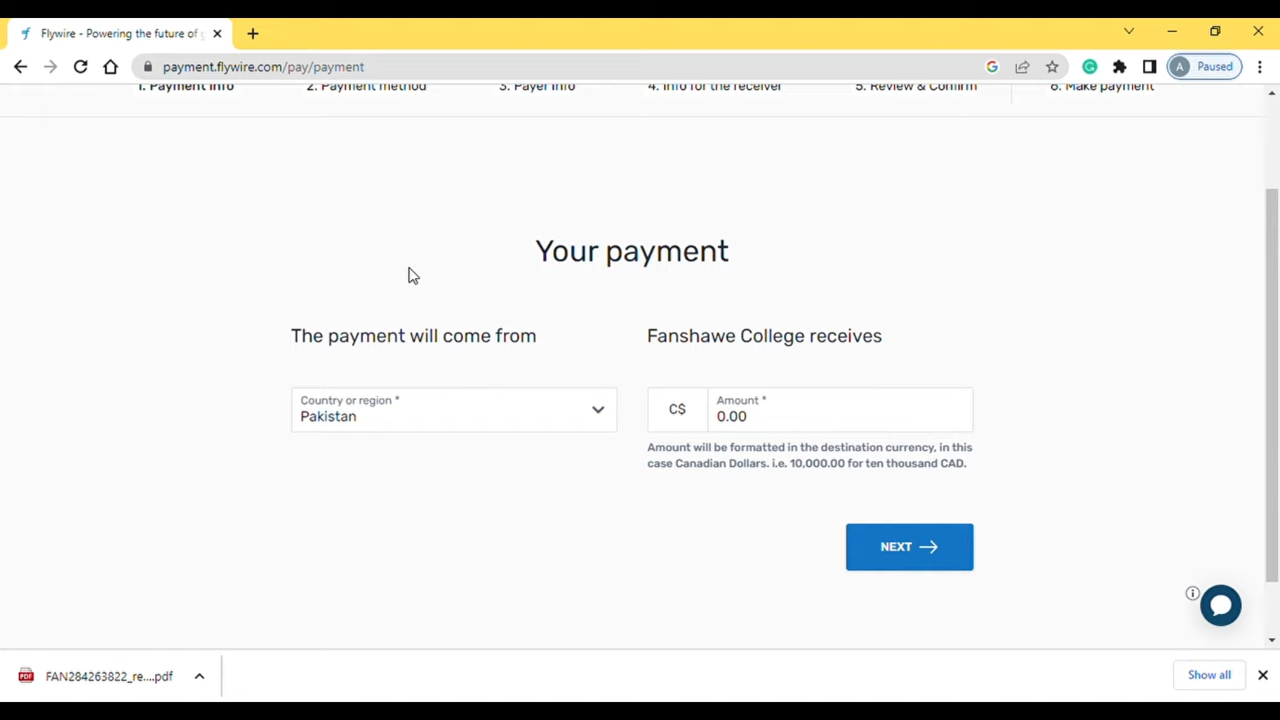 Flywire - Powering the future of g
payment.flywire.com/pay/payment
A Paused
1. Payment info 2. Payment method 3. Payer info 4. Info for the receiver 5. Review & Confirm 6. Make payment
Your payment
The payment will come from
Fanshawe College receives
Country or region *
Pakistan
C$
Amount *
0.00
Amount will be formatted in the destination currency, in this
case Canadian Dollars. i.e. 10,000.00 for ten thousand CAD.
NEXT
PDF
FAN284263822_re....pdf
Show all